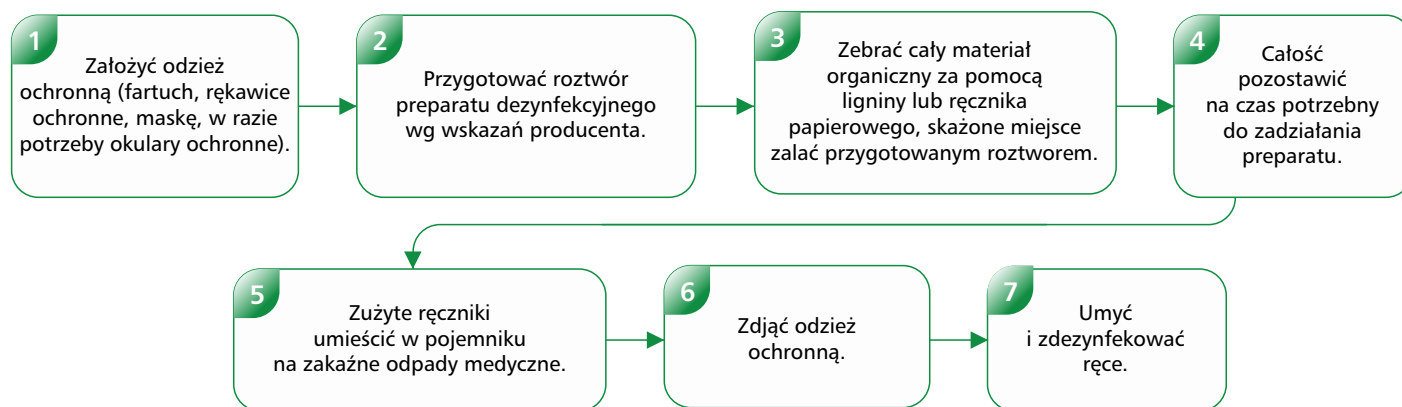 1
Założyć odzież
ochronną (fartuch, rękawice
ochronne, maskę, w razie
potrzeby okulary ochronne).
2
Przygotować roztwór
preparatu dezynfekcyjnego
wg wskazań producenta.
3
Zebrać cały materiał
organiczny za pomocą
ligniny lub ręcznika
papierowego, skażone miejsce
zalać przygotowanym roztworem.
4
Całość
pozostawić
na czas potrzebny
do zadziałania
preparatu.
5
Zużyte ręczniki
umieścić w pojemniku
na zakaźne odpady medyczne.
6
Zdjąć odzież
ochronną.
7
Umyć
i zdezynfekować
ręce.